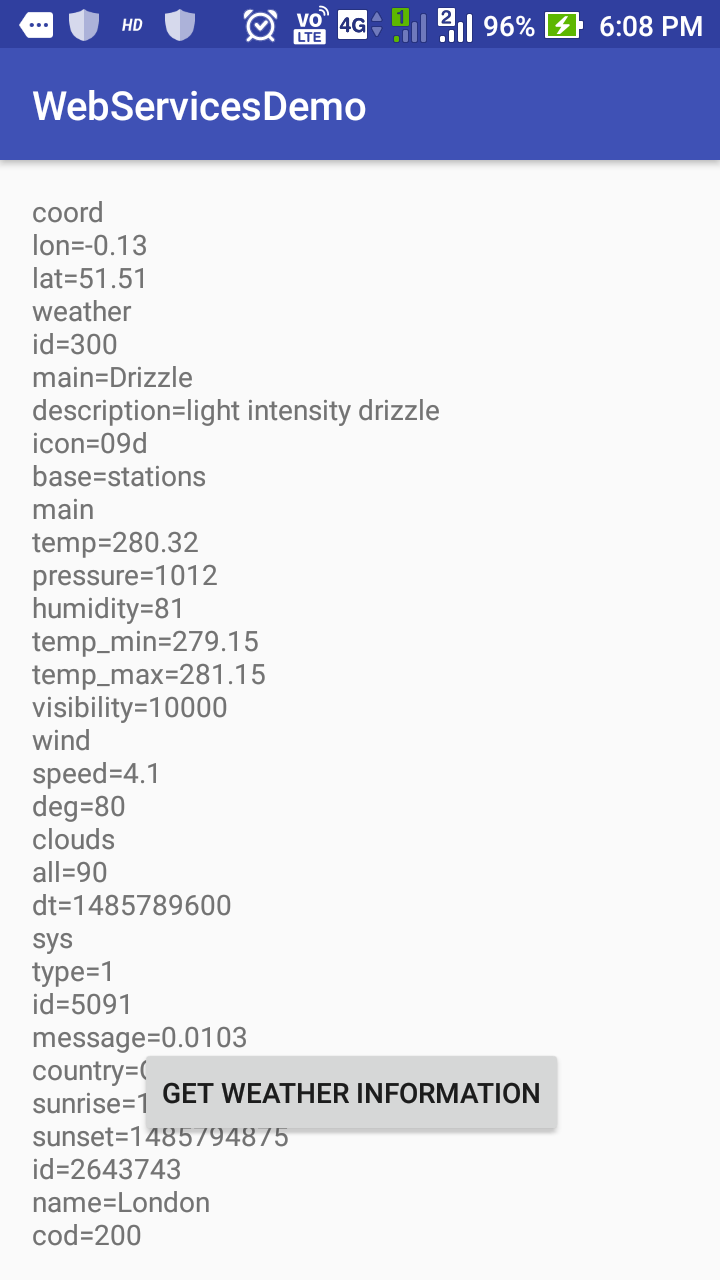 HD VO LTE 4G 1 2 96% 6:08 PM
WebServicesDemo
coord
lon=-0.13
lat=51.51
weather
id=300
main=Drizzle
description=light intensity drizzle
icon=09d
base=stations
main
temp=280.32
pressure=1012
humidity=81
temp_min=279.15
temp_max=281.15
visibility=10000
wind
speed=4.1
deg=80
clouds
all=90
dt=1485789600
sys
type=1
id=5091
message=0.0103
country=
GET WEATHER INFORMATION
sunrise=1
sunset=1485794875
id=2643743
name=London
cod=200